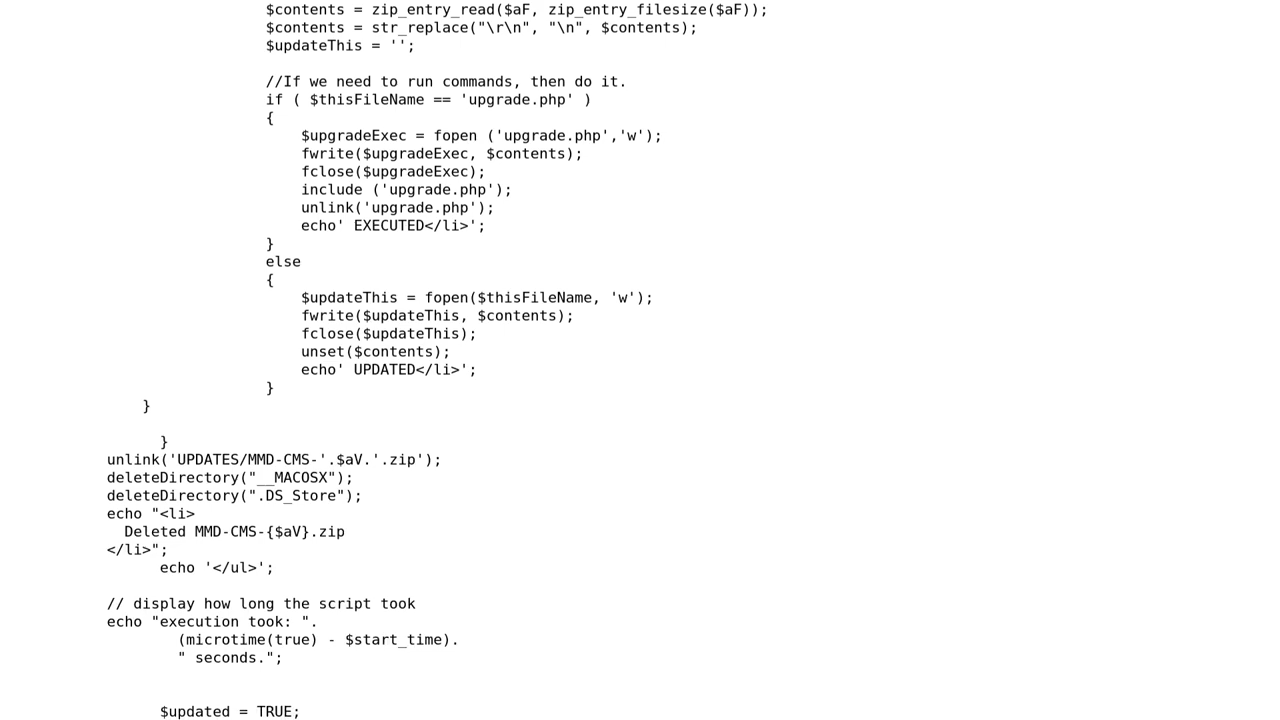 $contents = zip_entry_read($aF, zip_entry_filesize($aF));
$contents = str_replace("\r\n", "\n", $contents);
$updateThis = '';
//If we need to run commands, then do it.
if ( $thisFileName == 'upgrade.php' )
{
$upgradeExec = fopen ('upgrade.php','w');
fwrite($upgradeExec, $contents);
fclose($upgradeExec);
include ('upgrade.php');
unlink('upgrade.php');
echo' EXECUTED</li>';
}
else
{
$updateThis = fopen($thisFileName, 'w');
fwrite($updateThis, $contents);
fclose($updateThis);
unset($contents);
echo' UPDATED</li>';
}
}
}
unlink('UPDATES/MMD-CMS-'.$aV.'.zip');
deleteDirectory("__MACOSX");
deleteDirectory(".DS_Store");
echo "<li>
Deleted MMD-CMS-{$aV}.zip
</li>";
echo '</ul>';
// display how long the script took
echo "execution took: ".
(microtime(true) - $start_time).
" seconds.";
$updated = TRUE;